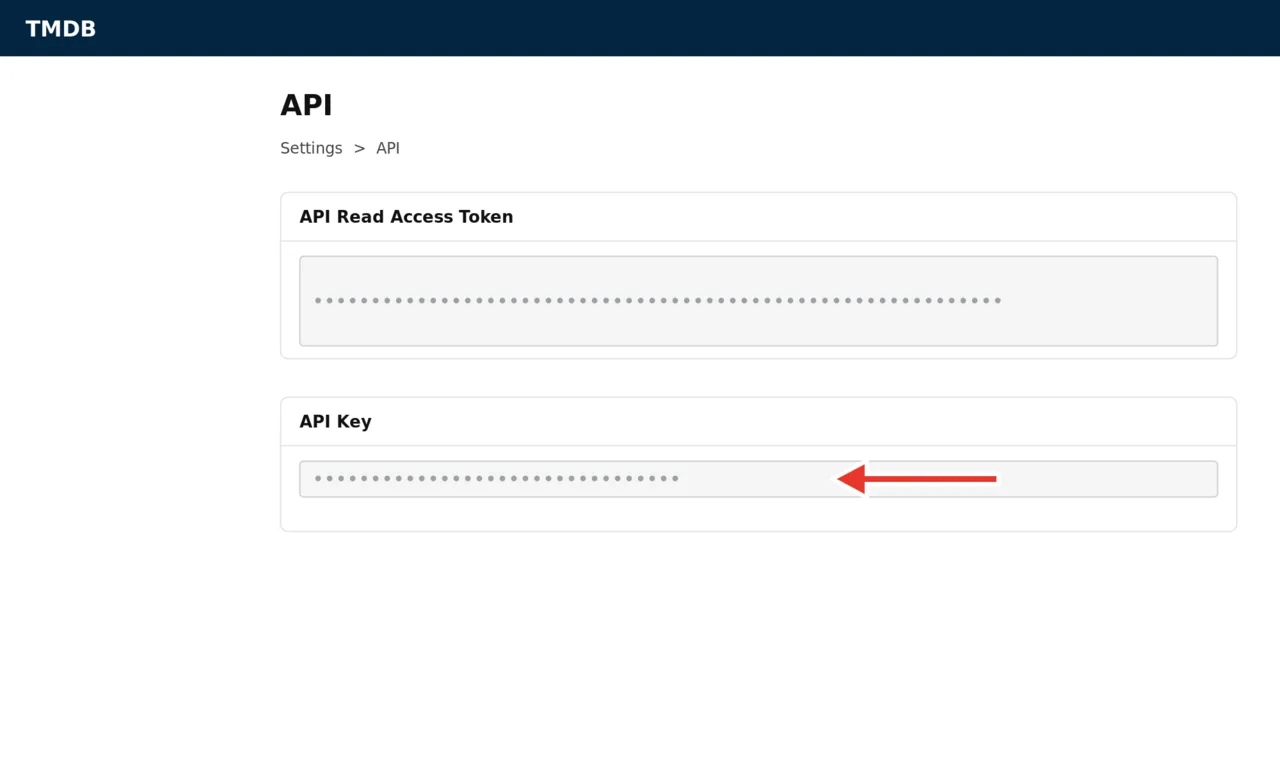 TMDB
API
Settings > API
API Read Access Token
••••••••••••••••••••••••••••••••••••••••••••••••••••••••••••
API Key
••••••••••••••••••••••••••••••••